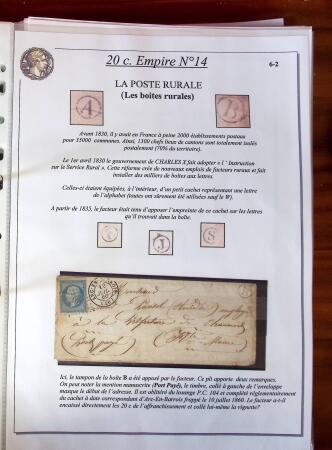 20 c. Empire N°14
6-2
LA POSTE RURALE
(Les boites rurales)
A
B
Avant 1830, il y avait en France à peine 2000 établissements postaux
pour 35000 communes. Ainsi, 1300 chefs lieux de cantons sont totalement isolés
postalement (70% du territoire).
Le 1er avril 1830 le gouvernement de CHARLES X fait adopter « l ' Instruction
sur le Service Rural ». Cette réforme crée de nouveaux emplois de facteurs ruraux et fait
installer des milliers de boites aux lettres.
Celles-ci étaient équipées, à l'intérieur, d'un petit cachet représentant une lettre
de l'alphabet (toutes ont sûrement été utilisées sauf le W).
A partir de 1835, le facteur était tenu d'apposer l'empreinte de ce cachet sur les lettres
qu'il trouvait dans la boite.
J
S
à la
Chaumont
Marne
Ici, le tampon de la boîte B a été apposé par le facteur. Ce pli apporte deux remarques.
On peut noter la mention manuscrite (Port Payé), le timbre, collé à gauche de l'enveloppe
masque le début de l'adresse. Il est oblitéré du losange P.C. 104 et complété réglementairement
du cachet à date correspondant d'Arc-En-Barrois frappé le 10 juillet 1860. Le facteur a-t-il
encaissé directement les 20 c de l'affranchissement et collé lui-même la vignette?